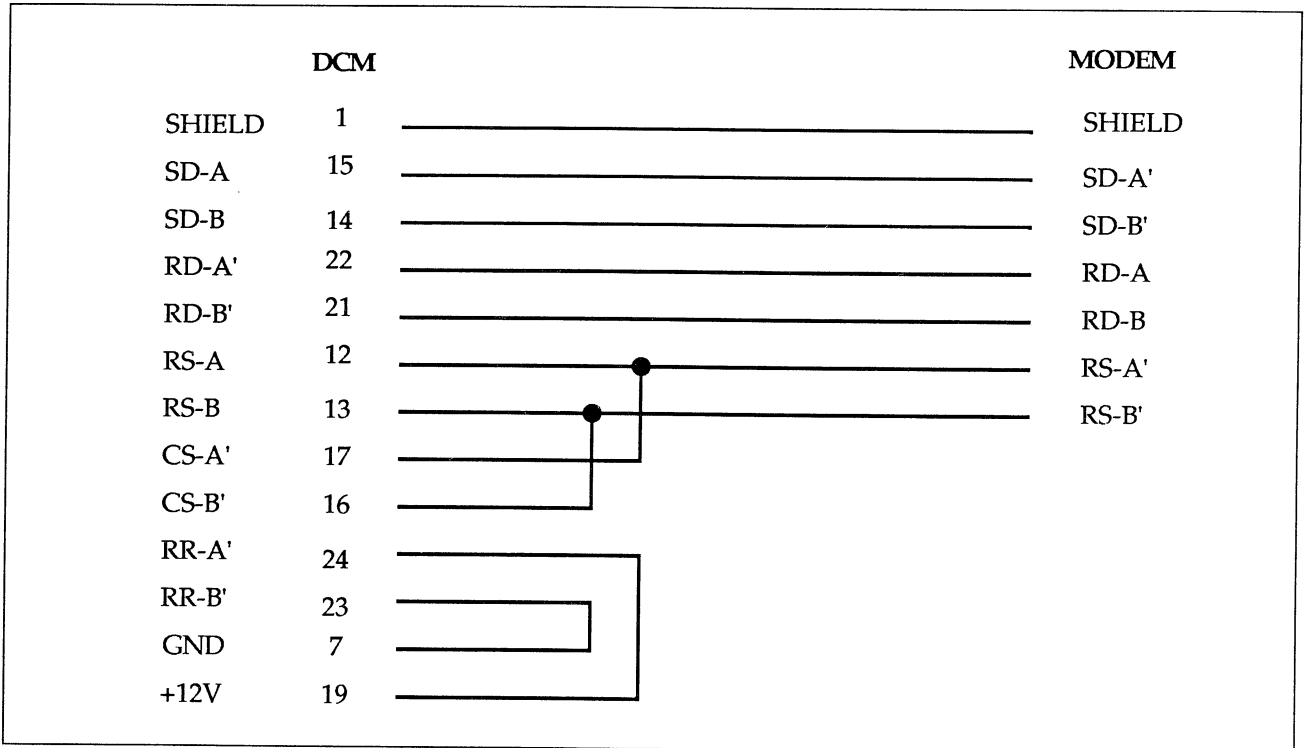 DCM MODEM
SHIELD 1 SHIELD
SD-A 15 SD-A'
SD-B 14 SD-B'
RD-A' 22 RD-A
RD-B' 21 RD-B
RS-A 12 RS-A'
RS-B 13 RS-B'
CS-A' 17
CS-B' 16
RR-A' 24
RR-B' 23
GND 7
+12V 19